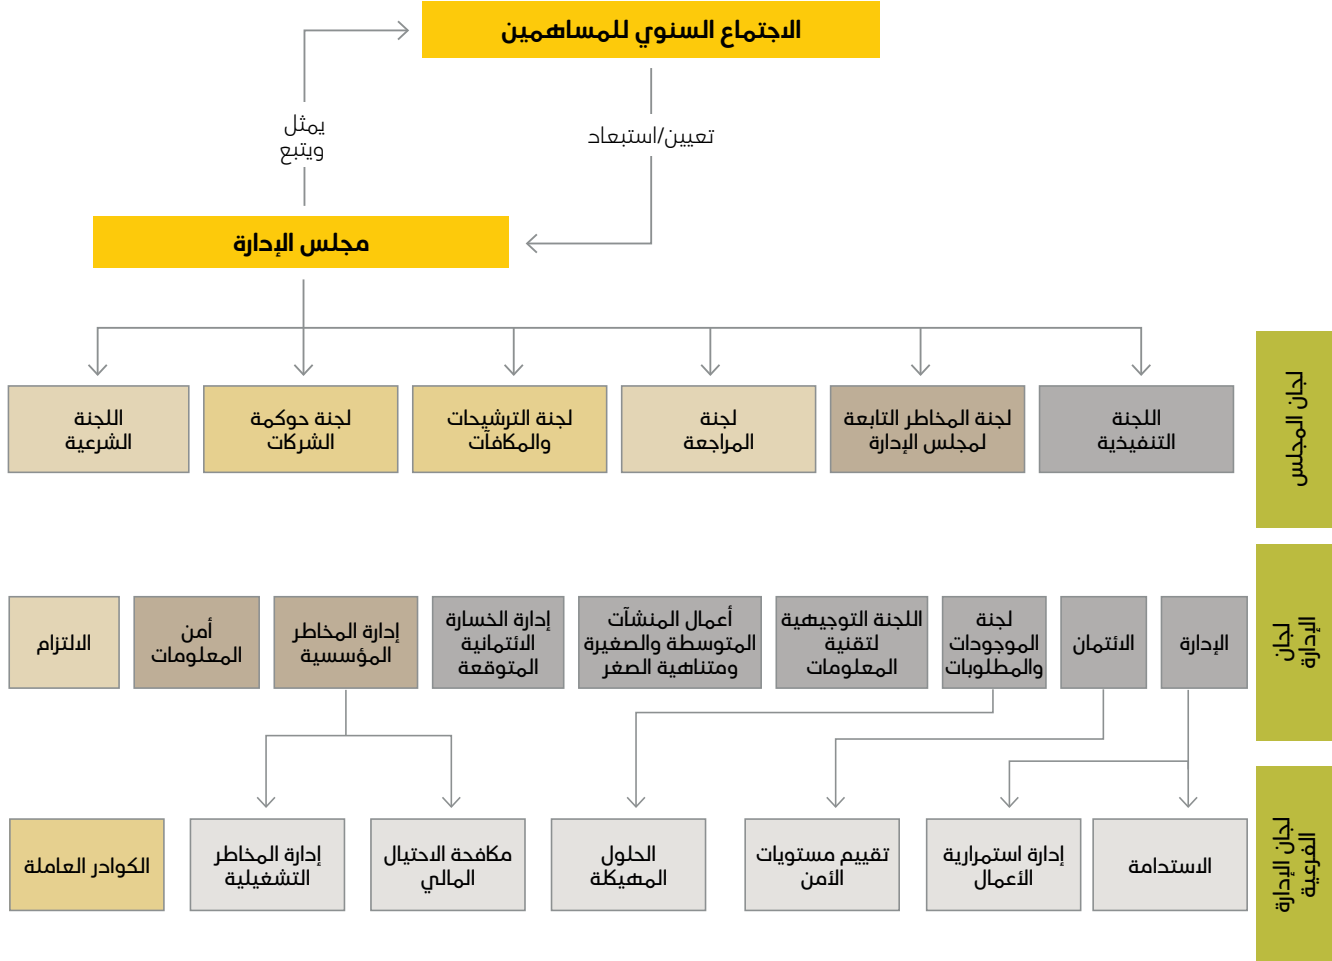 الاجتماع السنوي للمساهمين
تعيين/استبعاد
يمثل
ويتبع
مجلس الإدارة
لجان المجلس
اللجنة
التنفيذية
لجنة المخاطر التابعة
لمجلس الإدارة
لجنة
المراجعة
لجنة الترشيحات
والمكافآت
لجنة حوكمة
الشركات
اللجنة
الشرعية
لجان
الإدارة
الإدارة
الائتمان
لجنة
الموجودات
والمطلوبات
اللجنة التوجيهية
لتقنية
المعلومات
أعمال المنشآت
المتوسطة والصغيرة
ومتناهية الصغر
إدارة الخسارة
الائتمانية
المتوقعة
إدارة المخاطر
المؤسسية
أمن
المعلومات
الالتزام
لجان الإدارة
الفرعية
الاستدامة
إدارة استمرارية
الأعمال
تقييم مستويات
الأمن
الحلول
المهيكلة
مكافحة الاحتيال
المالي
إدارة المخاطر
التشغيلية
الكوادر العاملة